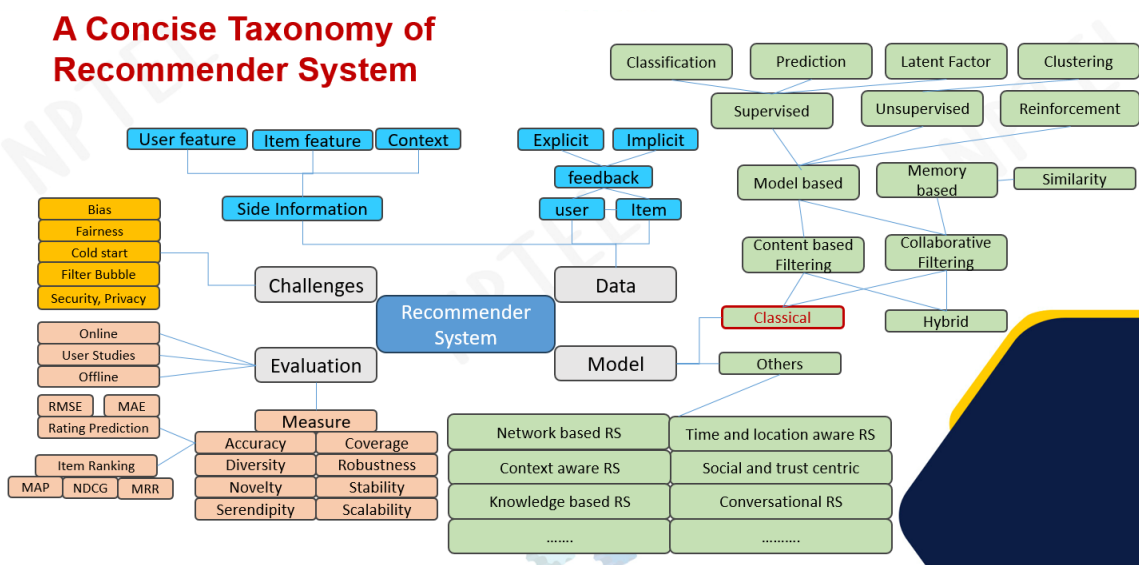 A Concise Taxonomy of
Recommender System
Classification
Prediction
Latent Factor
Clustering
Supervised
Unsupervised
Reinforcement
User feature
Item feature
Context
Explicit
Implicit
feedback
Model based
Memory
based
Similarity
Side Information
user
Item
Bias
Fairness
Cold start
Filter Bubble
Security, Privacy
Content based
Filtering
Collaborative
Filtering
Challenges
Data
Recommender
System
Classical
Hybrid
Online
User Studies
Offline
Evaluation
Model
Others
RMSE
MAE
Rating Prediction
Item Ranking
MAP
NDCG
MRR
Measure
Accuracy
Coverage
Diversity
Robustness
Novelty
Stability
Serendipity
Scalability
Network based RS
Time and location aware RS
Context aware RS
Social and trust centric
Knowledge based RS
Conversational RS
.......
..........
NPTEL
NPTEL
NPTEL